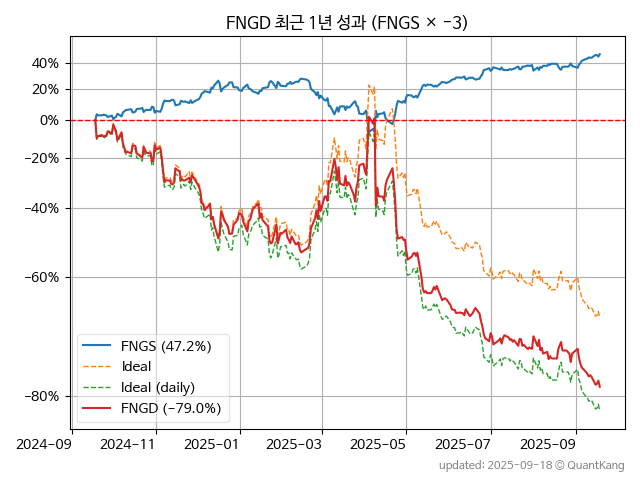 FNGD 최근 1년 성과 (FNGS × −3)
40%
20%
0%
−20%
−40%
−60%
−80%
FNGS (47.2%)
Ideal
Ideal (daily)
FNGD (−79.0%)
2024−09 2024−11 2025−01 2025−03 2025−05 2025−07 2025−09
updated: 2025-09-18 © QuantKang